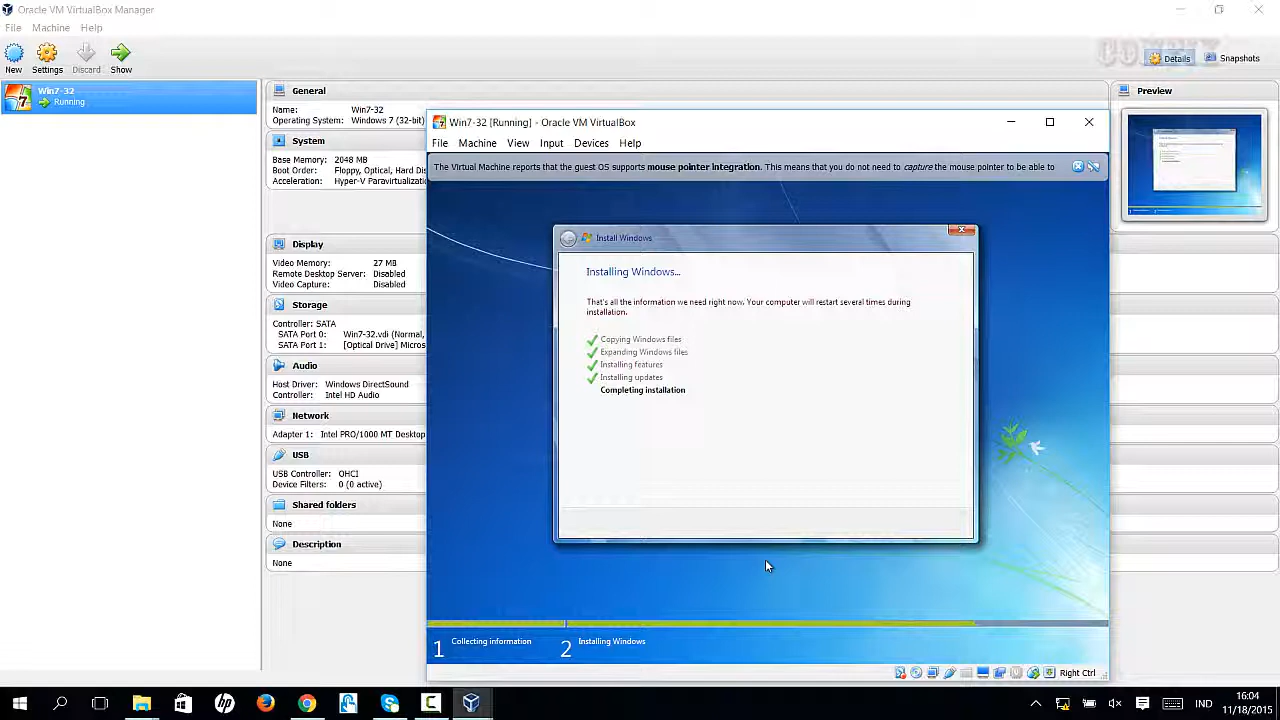 Oracle VM VirtualBox Manager
File Machine Help
New Settings Discard Show
Details Snapshots
Win7-32
Running
General
Name: Win7-32
Operating System: Windows 7 (32-bit)
System
Base Memory: 2048 MB
Boot Order: Floppy, Optical, Hard Dis
Acceleration: Hyper-V Paravirtualizatio
Display
Video Memory: 27 MB
Remote Desktop Server: Disabled
Video Capture: Disabled
Storage
Controller: SATA
SATA Port 0: Win7-32.vdi (Normal,
SATA Port 1: [Optical Drive] Micros
Audio
Host Driver: Windows DirectSound
Controller: Intel HD Audio
Network
Adapter 1: Intel PRO/1000 MT Desktop
USB
USB Controller: OHCI
Device Filters: 0 (0 active)
Shared folders
None
Description
None
Preview
Win7-32 [Running] - Oracle VM VirtualBox
File Machine View Input Devices Help
The Virtual Machine reports that the guest OS supports mouse pointer integration. This means that you do not need to capture the mouse pointer to be able to
Install Windows
Installing Windows...
That's all the information we need right now. Your computer will restart several times during
installation.
Copying Windows files
Expanding Windows files
Installing features
Installing updates
Completing installation
1 Collecting information 2 Installing Windows
Right Ctrl
IND
16:04
11/18/2015